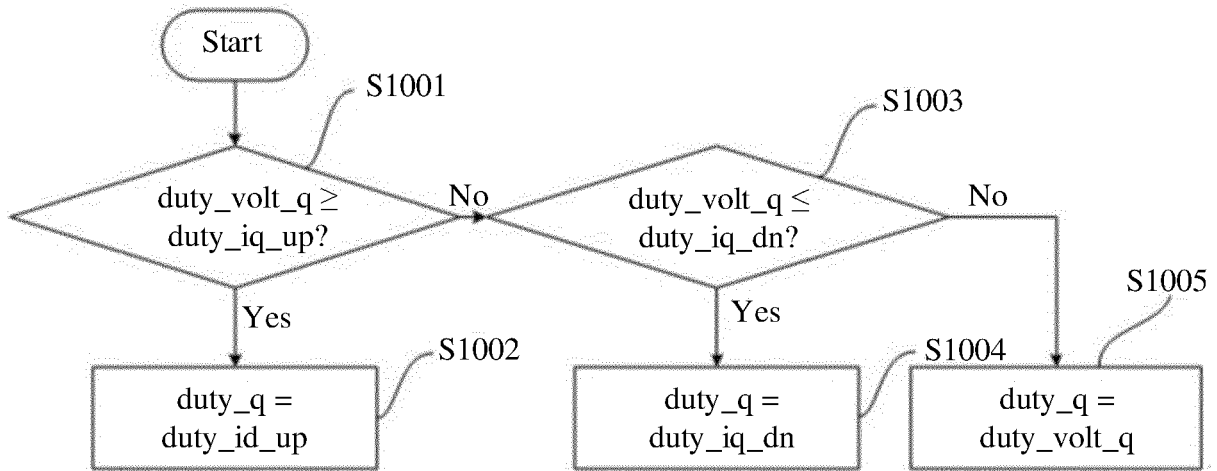 Start
S1001
S1003
duty_volt_q ≥
duty_iq_up?
No
duty_volt_q ≤
duty_iq_dn?
No
Yes
Yes
S1005
S1002
S1004
duty_q =
duty_id_up
duty_q =
duty_iq_dn
duty_q =
duty_volt_q